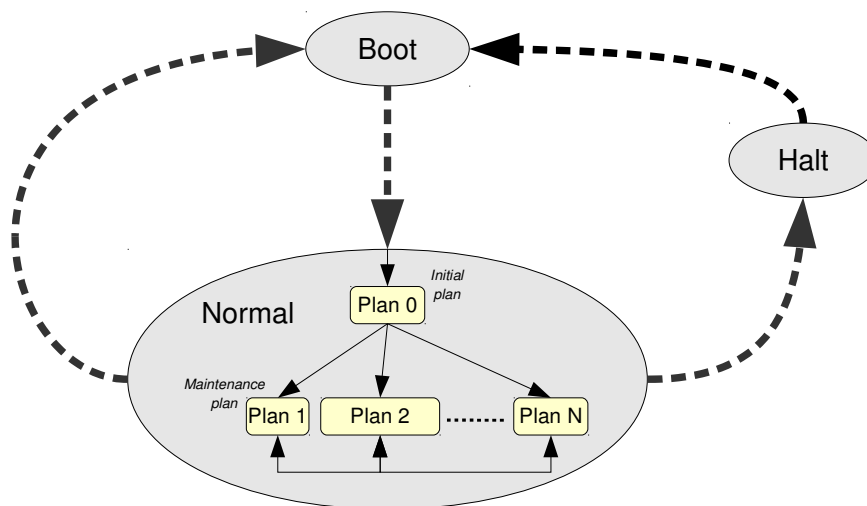 Boot
Halt
Initial
plan
Normal
Plan 0
Maintenance
plan
Plan 1
Plan 2
Plan N